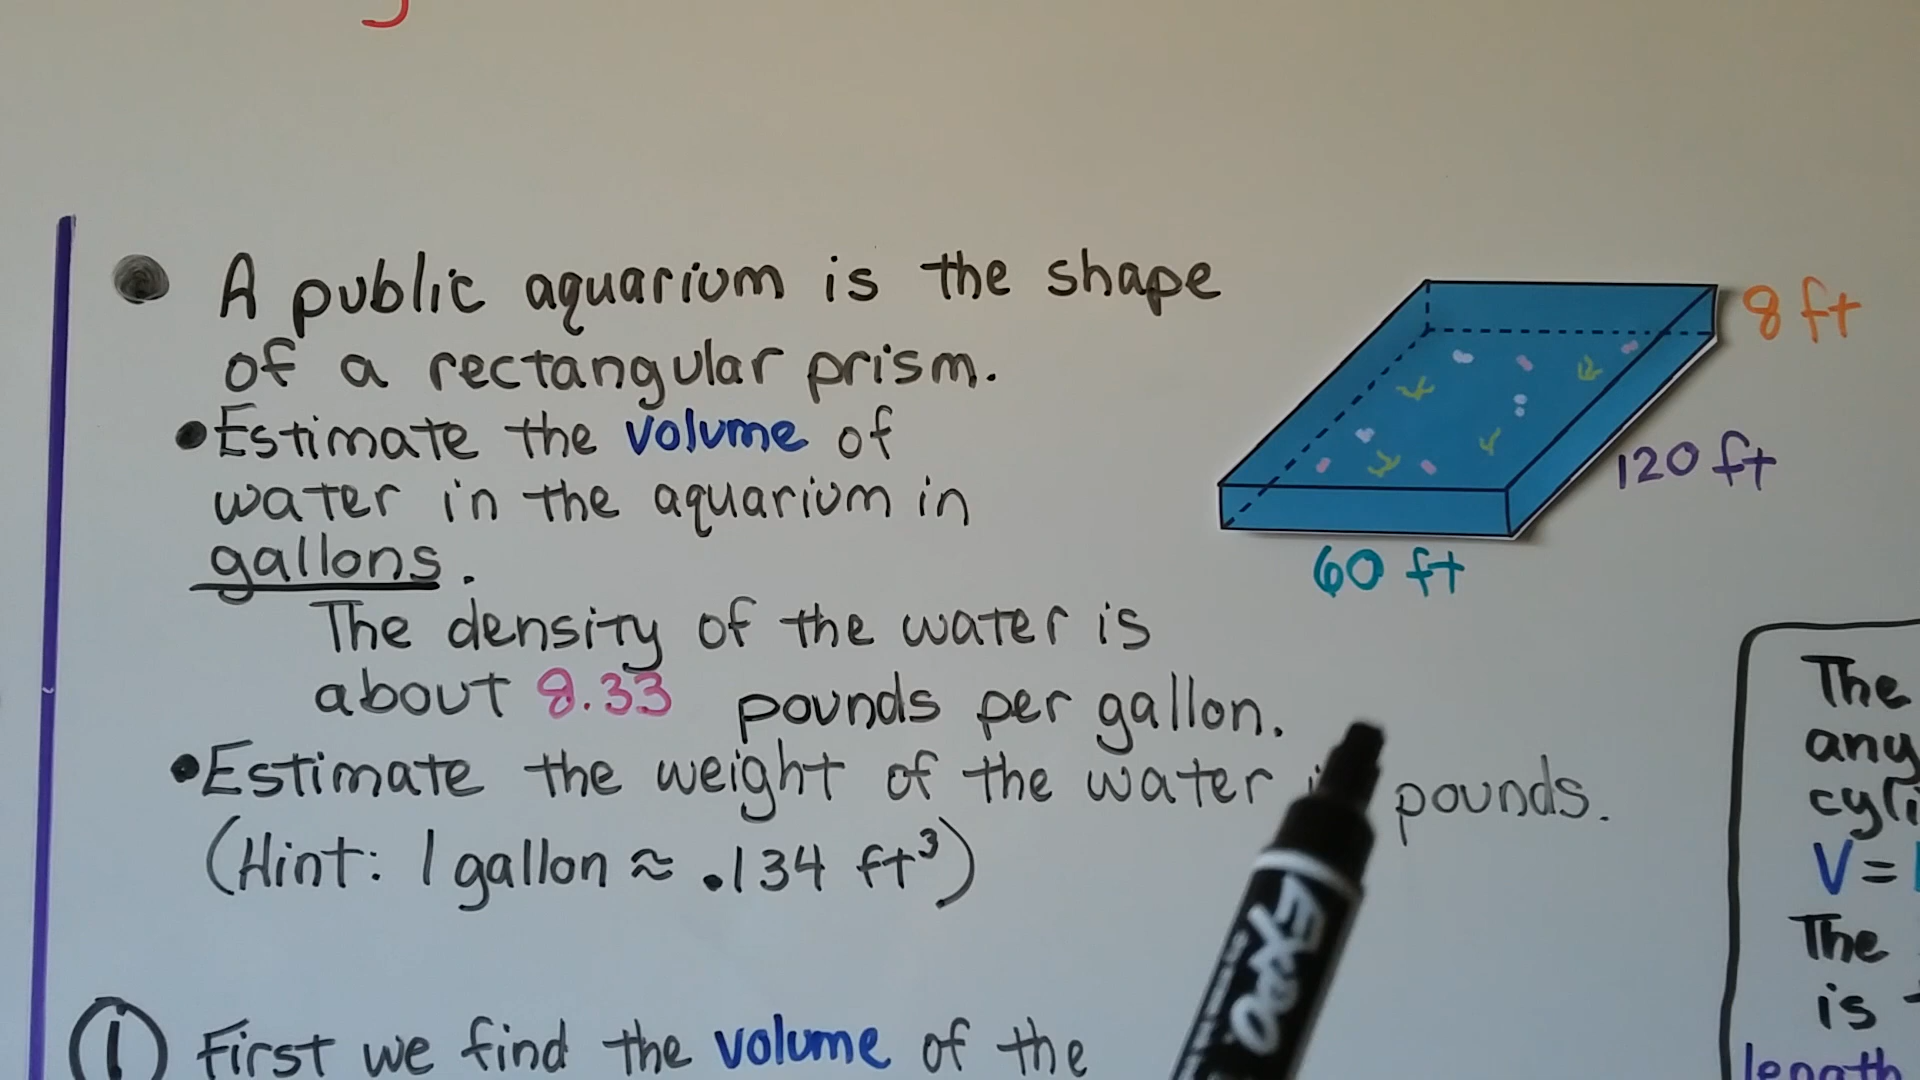 A public aquarium is the shape
of a rectangular prism.
•Estimate the volume of
water in the aquarium in
gallons.
The density of the water is
about 8.33 pounds per gallon.
•Estimate the weight of the water pounds.
(Hint: 1 gallon ≈ .134 ft³)
① First we find the volume of the
8 ft
120 ft
60 ft
The
any
V =
The
is
length
EXPO